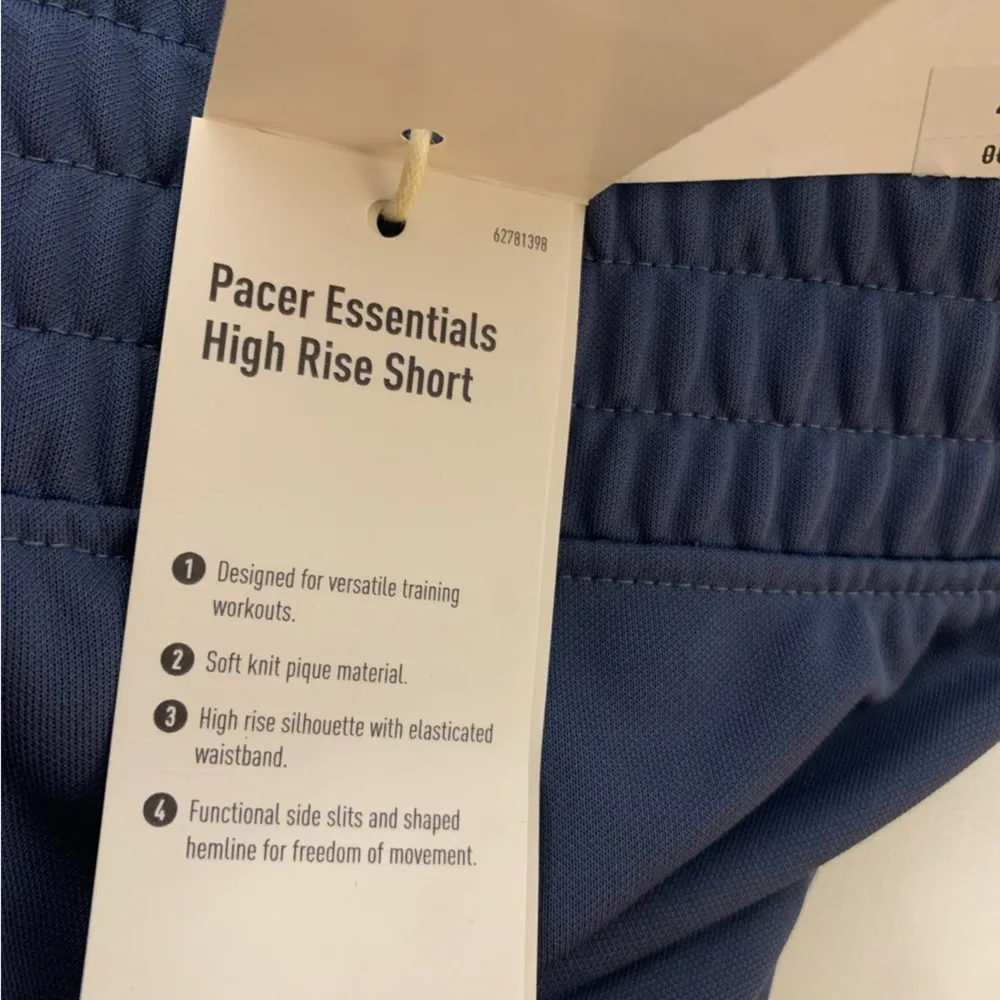 62781398
Pacer Essentials
High Rise Short
1 Designed for versatile training
workouts.
2 Soft knit pique material.
3 High rise silhouette with elasticated
waistband.
4 Functional side slits and shaped
hemline for freedom of movement.